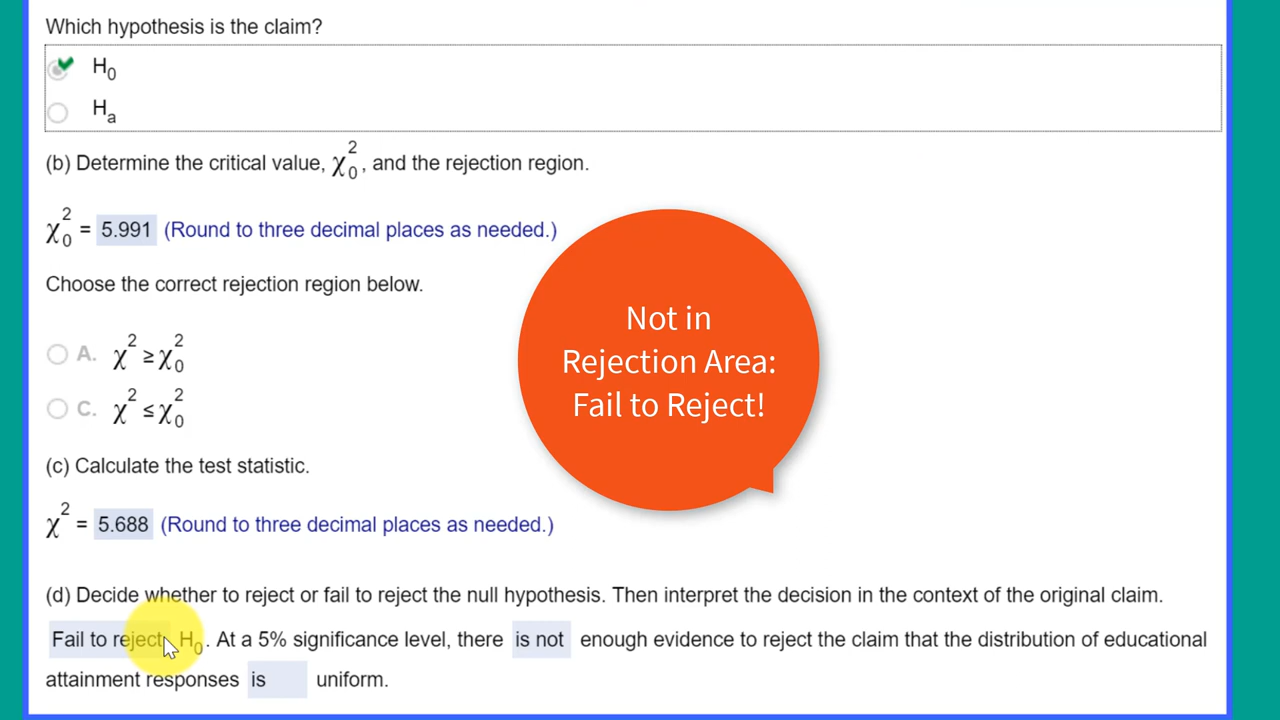 Which hypothesis is the claim?
H₀
Hₐ
(b) Determine the critical value, χ²₀, and the rejection region.
χ²₀ = 5.991 (Round to three decimal places as needed.)
Choose the correct rejection region below.
A. χ² ≥ χ²₀
C. χ² ≤ χ²₀
Not in
Rejection Area:
Fail to Reject!
(c) Calculate the test statistic.
χ² = 5.688 (Round to three decimal places as needed.)
(d) Decide whether to reject or fail to reject the null hypothesis. Then interpret the decision in the context of the original claim.
Fail to reject H₀. At a 5% significance level, there is not enough evidence to reject the claim that the distribution of educational
attainment responses is uniform.